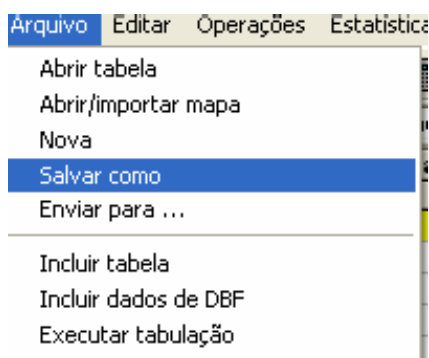 Arquivo Editar Operações Estatística
Abrir tabela
Abrir/importar mapa
Nova
Salvar como
Enviar para ...
Incluir tabela
Incluir dados de DBF
Executar tabulação